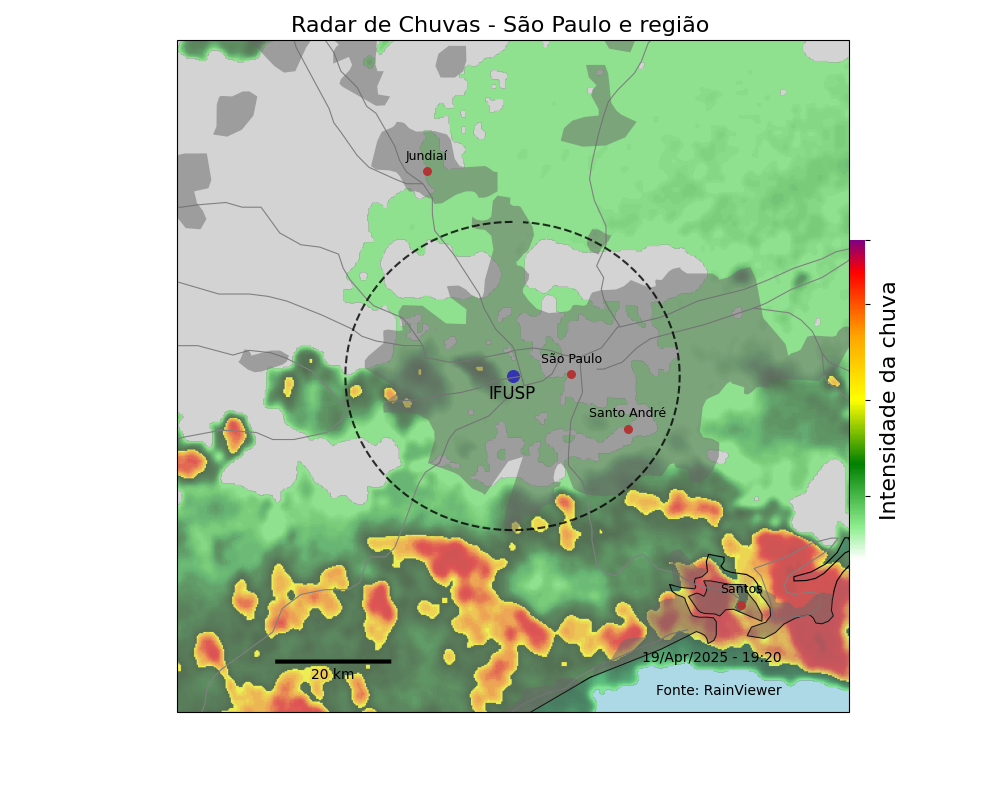 Radar de Chuvas - São Paulo e região
Jundiaí
São Paulo
IFUSP
Santo André
Intensidade da chuva
Santos
19/Apr/2025 - 19:20
20 km
Fonte: RainViewer